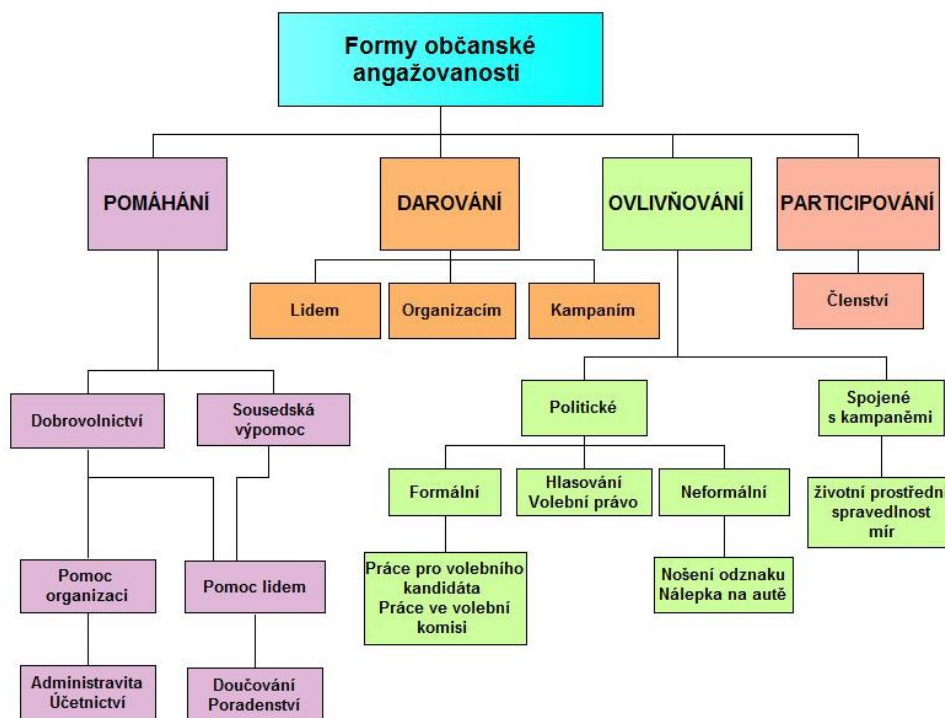 Formy občanské
angažovanosti
POMÁHÁNÍ
DAROVÁNÍ
OVLIVŇOVÁNÍ
PARTICIPOVÁNÍ
Lidem
Organizacím
Kampaním
Členství
Dobrovolnictví
Sousedská
výpomoc
Politické
Spojené
s kampaněmi
Formální
Hlasování
Volební právo
Neformální
životní prostřední
spravedlnost
mír
Pomoc
organizaci
Pomoc lidem
Práce pro volebního
kandidáta
Práce ve volební
komisi
Nošení odznaku
Nálepka na autě
Administravita
Účetnictví
Doučování
Poradenství